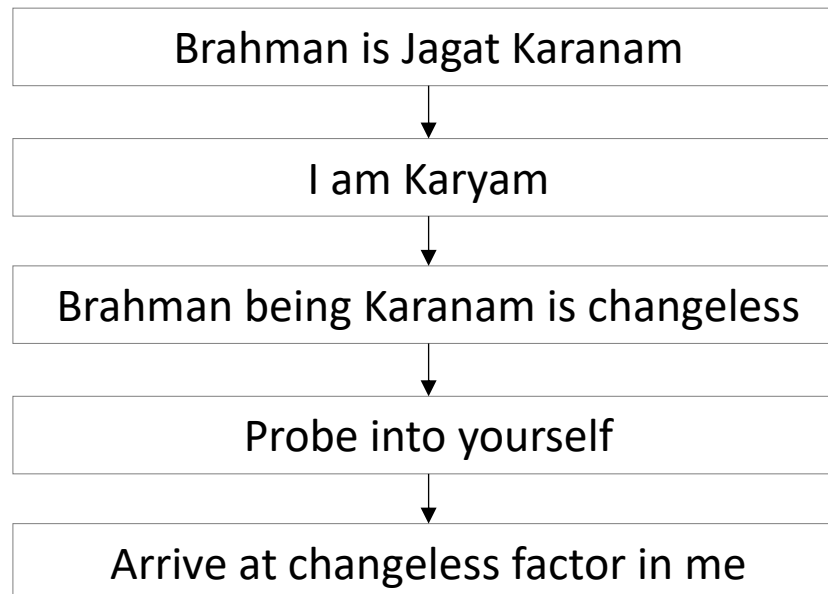 Brahman is Jagat Karanam
I am Karyam
Brahman being Karanam is changeless
Probe into yourself
Arrive at changeless factor in me